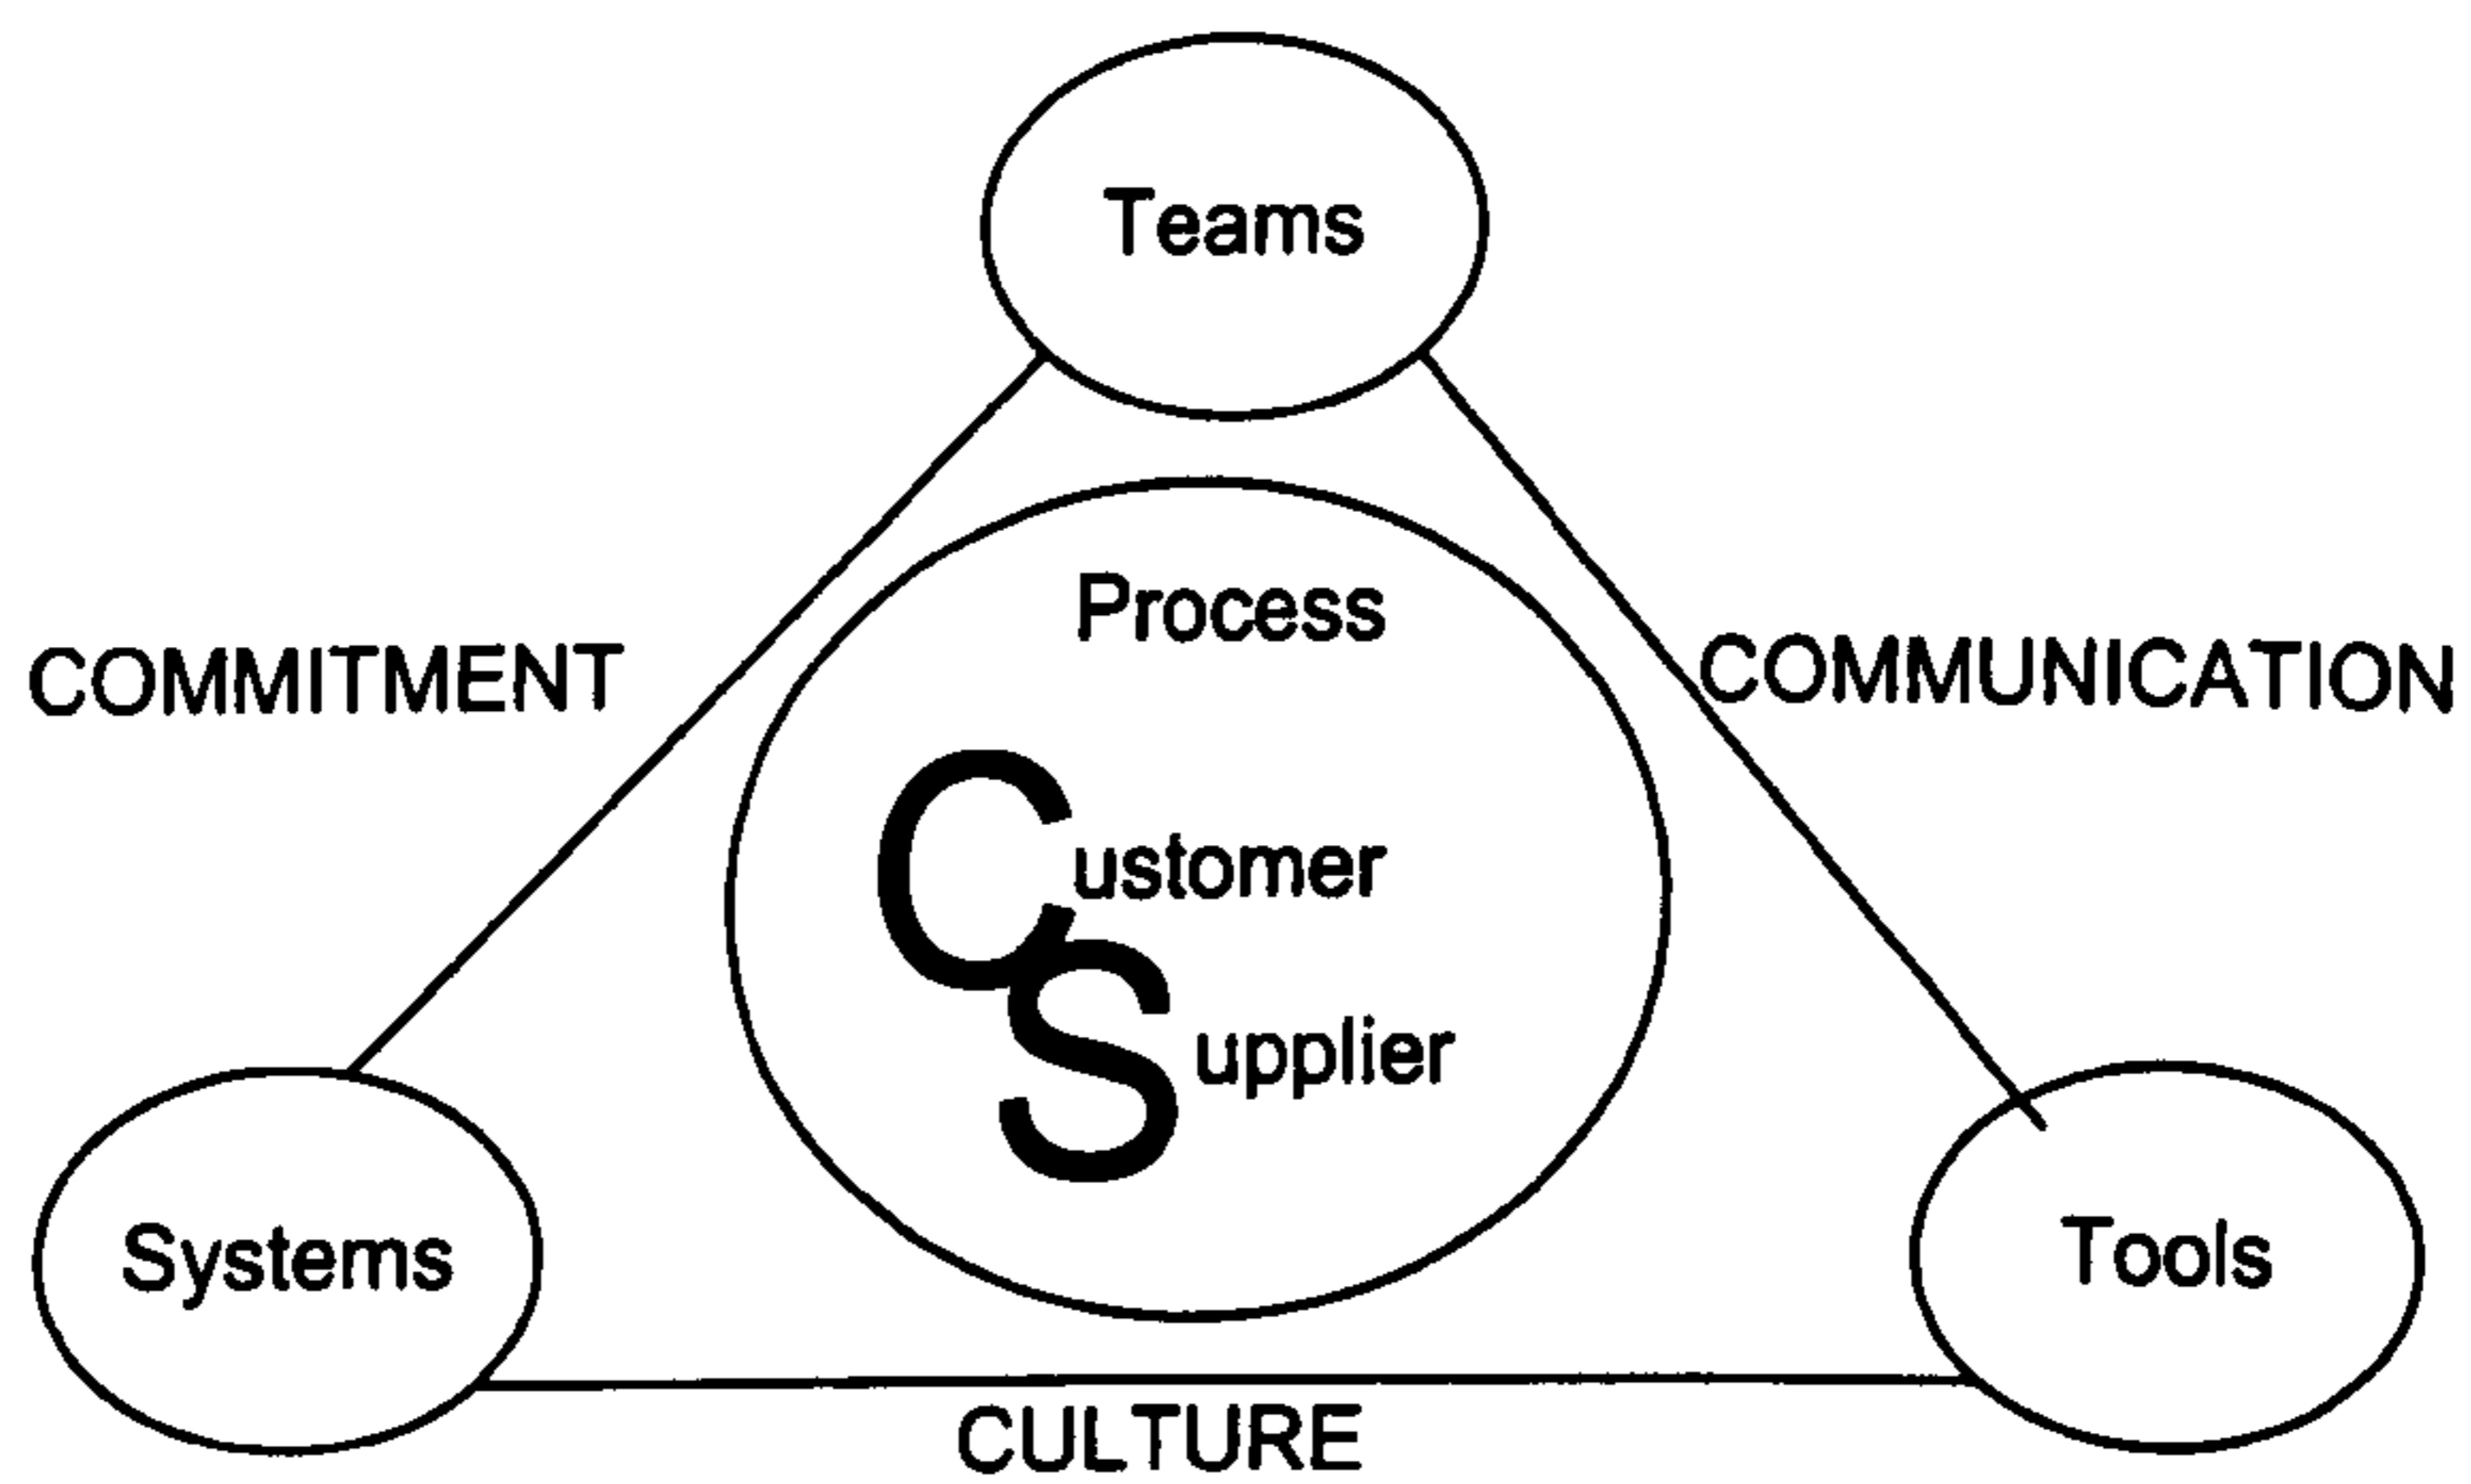 Teams
Process
COMMITMENT
COMMUNICATION
Customer
Supplier
Systems
Tools
CULTURE